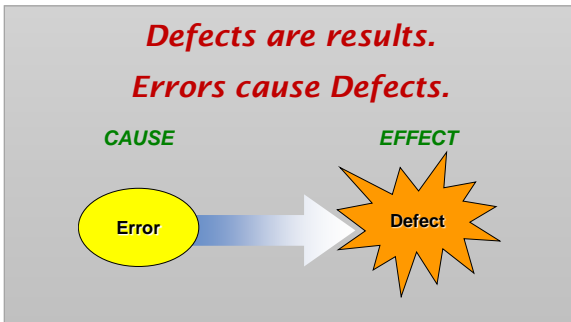 Defects are results.
Errors cause Defects.
CAUSE EFFECT
Error Defect